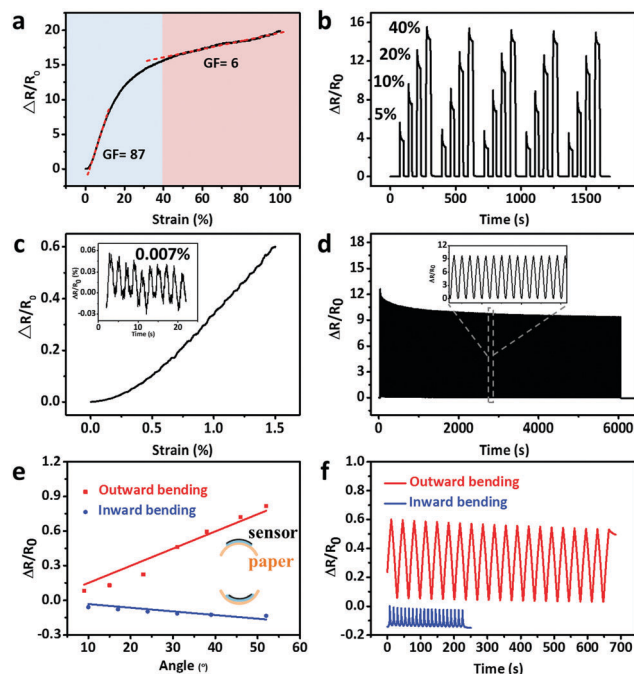 a
△R/R₀
20
15
10
5
0
GF= 6
GF= 87
0 20 40 60 80 100
Strain (%)
b
ΔR/R0
16
12
8
4
0
40%
20%
10%
5%
0 500 1000 1500
Time (s)
c
△R/R₀
0.6
0.4
0.2
0.0
ΔR/R₀ (%)
0.06
0.03
0.00
-0.03
0.007%
0 10 20
Time (s)
0.0 0.5 1.0 1.5
Strain (%)
d
ΔR/R0
18
15
12
9
6
3
0
ΔR/R₀
12
9
6
3
0
0 2000 4000 6000
Time (s)
e
ΔR/R0
1.2
0.9
0.6
0.3
0.0
-0.3
Outward bending
Inward bending
sensor
paper
10 20 30 40 50 60
Angle (°)
f
ΔR/R0
1.0
0.8
0.6
0.4
0.2
0.0
-0.2
Outward bending
Inward bending
0 100 200 300 400 500 600 700
Time (s)